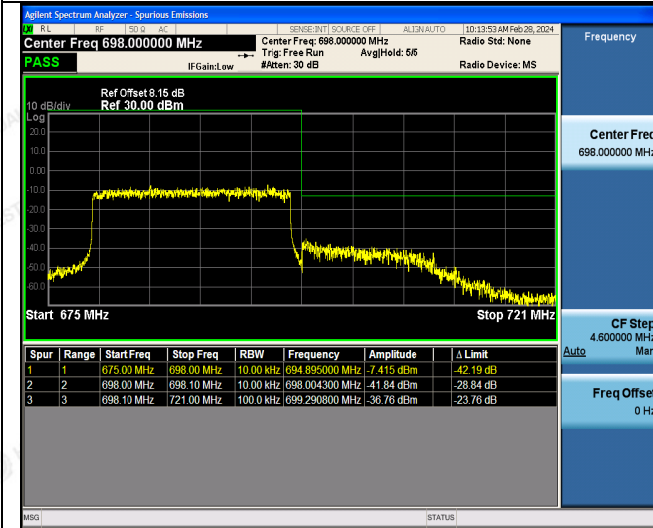 Agilent Spectrum Analyzer - Spurious Emissions
RL RF 50 Ω AC SENSE:INT SOURCE OFF ALIGN AUTO 10:13:53 AM Feb 28, 2024
Center Freq 698.000000 MHz Center Freq: 698.000000 MHz Radio Std: None
Trig: Free Run Avg|Hold: 5/5
PASS IFGain:Low #Atten: 30 dB Radio Device: MS
Ref Offset 8.15 dB
10 dB/div Ref 30.00 dBm
Log
20.0
10.0
0.00
-10.0
-20.0
-30.0
-40.0
-50.0
-60.0
Start 675 MHz Stop 721 MHz
Spur Range Start Freq Stop Freq RBW Frequency Amplitude Δ Limit
1 1 675.00 MHz 698.00 MHz 10.00 kHz 694.895000 MHz -7.415 dBm -42.19 dB
2 2 698.00 MHz 698.10 MHz 10.00 kHz 698.004300 MHz -41.84 dBm -28.84 dB
3 3 698.10 MHz 721.00 MHz 100.0 kHz 699.290800 MHz -36.76 dBm -23.76 dB
MSG STATUS
Frequency
Center Freq
698.000000 MHz
CF Step
4.600000 MHz
Auto Man
Freq Offset
0 Hz